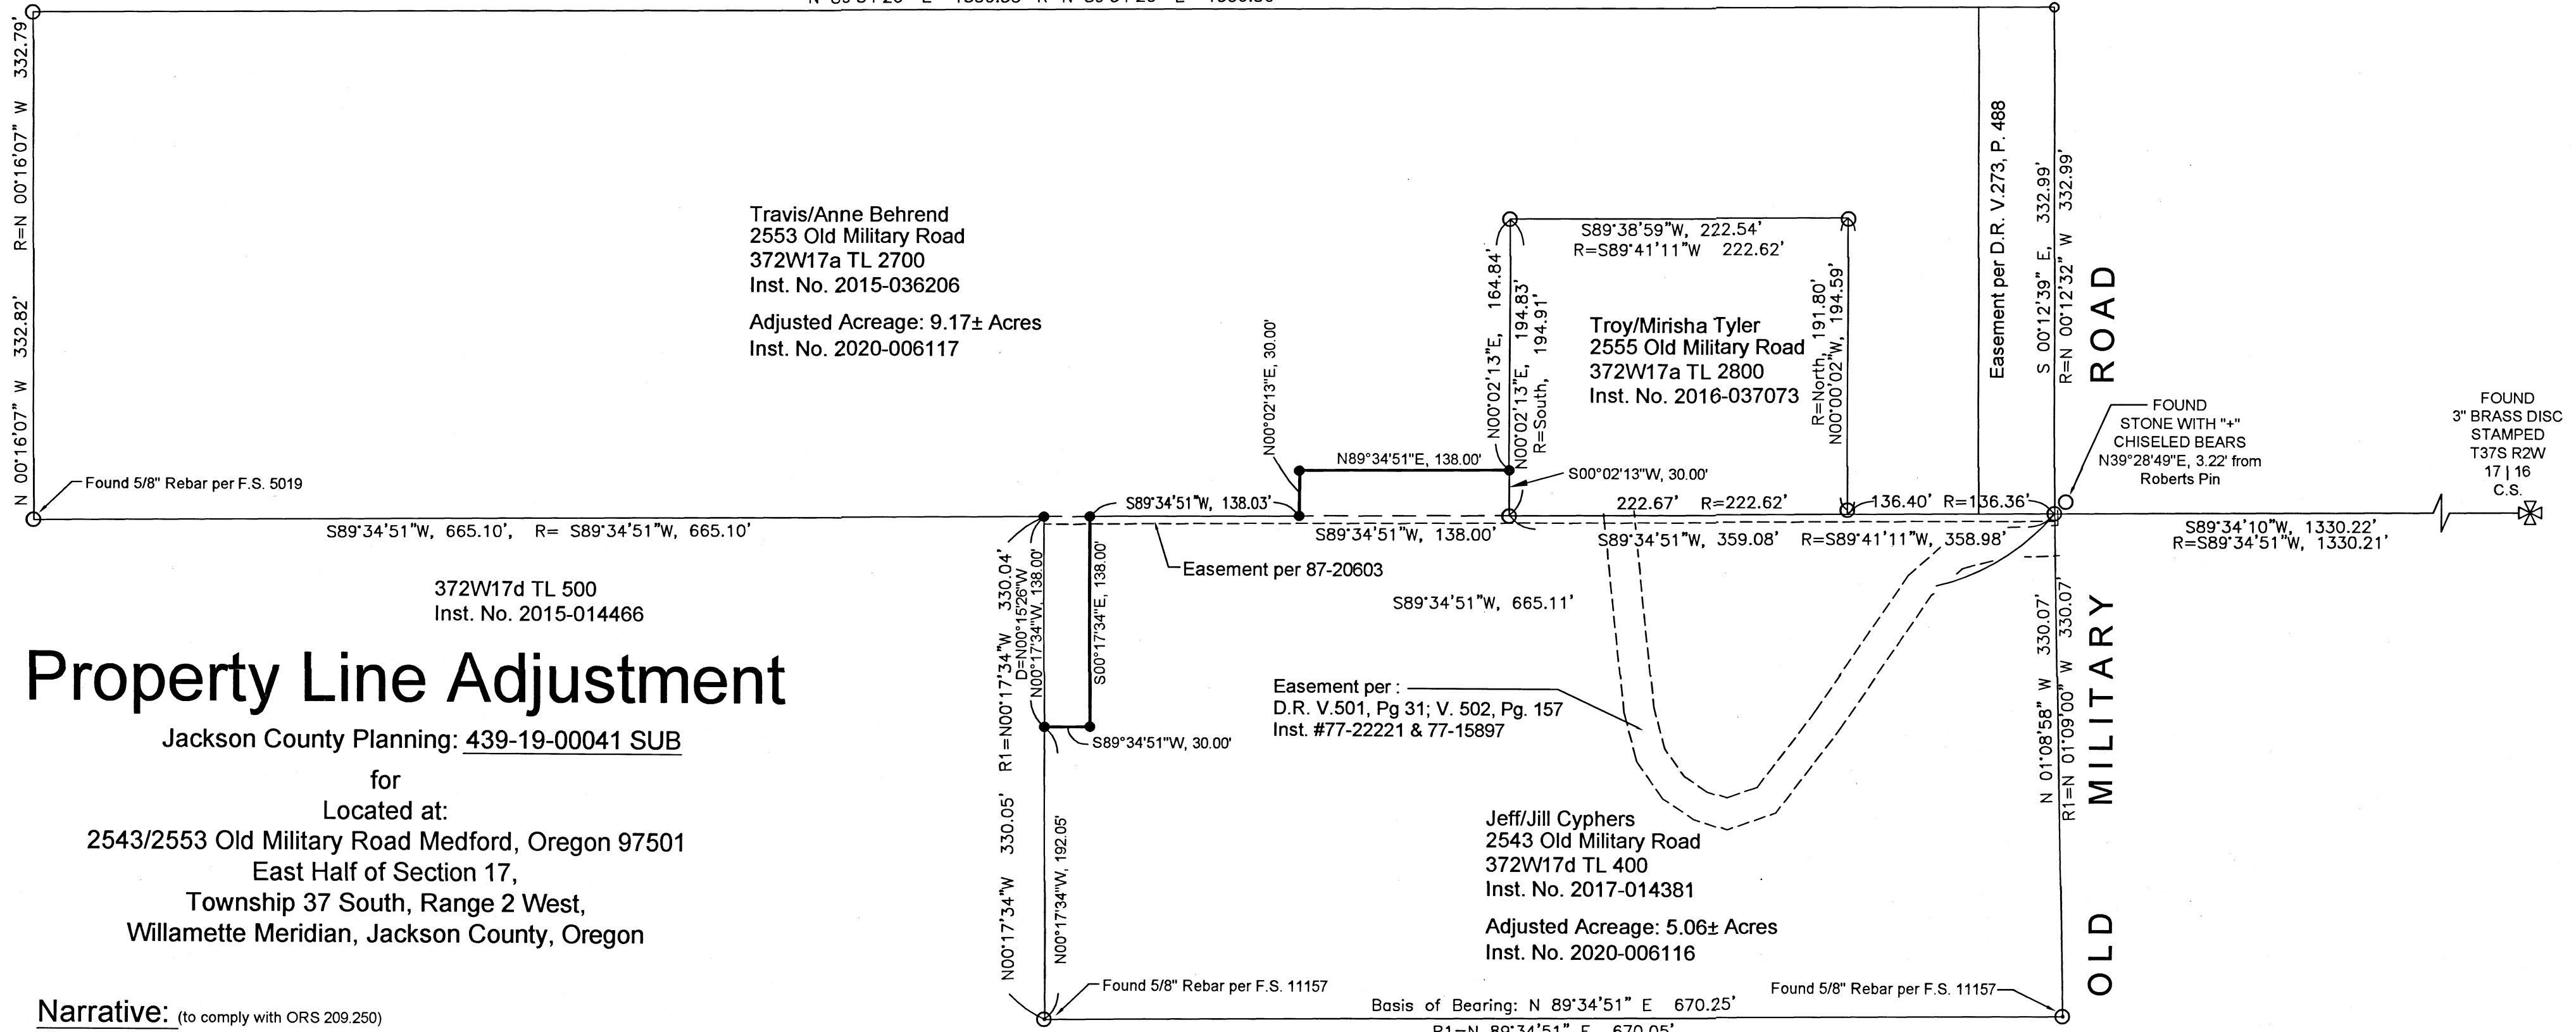 332.79'
R=N 00°16'07" W
332.82'
N 00°16'07" W
Found 5/8" Rebar per F.S. 5019
Travis/Anne Behrend
2553 Old Military Road
372W17a TL 2700
Inst. No. 2015-036206
Adjusted Acreage: 9.17± Acres
Inst. No. 2020-006117
N00°02'13"E, 30.00'
N89°34'51"E, 138.00'
N00°02'13"E, 164.84'
N00°02'13"E, 194.83'
R=South, 194.91'
S89°38'59"W, 222.54'
R=S89°41'11"W 222.62'
Troy/Mirisha Tyler
2555 Old Military Road
372W17a TL 2800
Inst. No. 2016-037073
R=North, 191.80'
N00°00'02"W, 194.59'
Easement per D.R. V.273, P. 488
S 00°12'39" E, 332.99'
R=N 00°12'32" W 332.99'
ROAD
FOUND
STONE WITH "+"
CHISELED BEARS
N39°28'49"E, 3.22' from
Roberts Pin
FOUND
3" BRASS DISC
STAMPED
T37S R2W
17 | 16
C.S.
S00°02'13"W, 30.00'
S89°34'51"W, 138.03'
222.67' R=222.62'
136.40' R=136.36'
S89°34'51"W, 665.10', R= S89°34'51"W, 665.10'
S89°34'51"W, 138.00'
S89°34'51"W, 359.08' R=S89°41'11"W, 358.98'
S89°34'10"W, 1330.22'
R=S89°34'51"W, 1330.21'
Easement per 87-20603
S89°34'51"W, 665.11'
372W17d TL 500
Inst. No. 2015-014466
R1=N00°17'34"W 330.04'
D=N00°15'26"W
N00°17'34"W, 138.00'
S00°17'34"E, 138.00'
S89°34'51"W, 30.00'
Easement per :
D.R. V.501, Pg 31; V. 502, Pg. 157
Inst. #77-22221 & 77-15897
N 01°08'58" W 330.07'
R1=N 01°09'00" W 330.07'
OLD MILITARY
Property Line Adjustment
Jackson County Planning: 439-19-00041 SUB
for
Located at:
2543/2553 Old Military Road Medford, Oregon 97501
East Half of Section 17,
Township 37 South, Range 2 West,
Willamette Meridian, Jackson County, Oregon
N00°17'34"W 330.05'
N00°17'34"W, 192.05'
Jeff/Jill Cyphers
2543 Old Military Road
372W17d TL 400
Inst. No. 2017-014381
Adjusted Acreage: 5.06± Acres
Inst. No. 2020-006116
Found 5/8" Rebar per F.S. 11157
Found 5/8" Rebar per F.S. 11157
Basis of Bearing: N 89°34'51" E 670.25'
R1=N 89°34'51" E 670.05'
Narrative: (to comply with ORS 209.250)